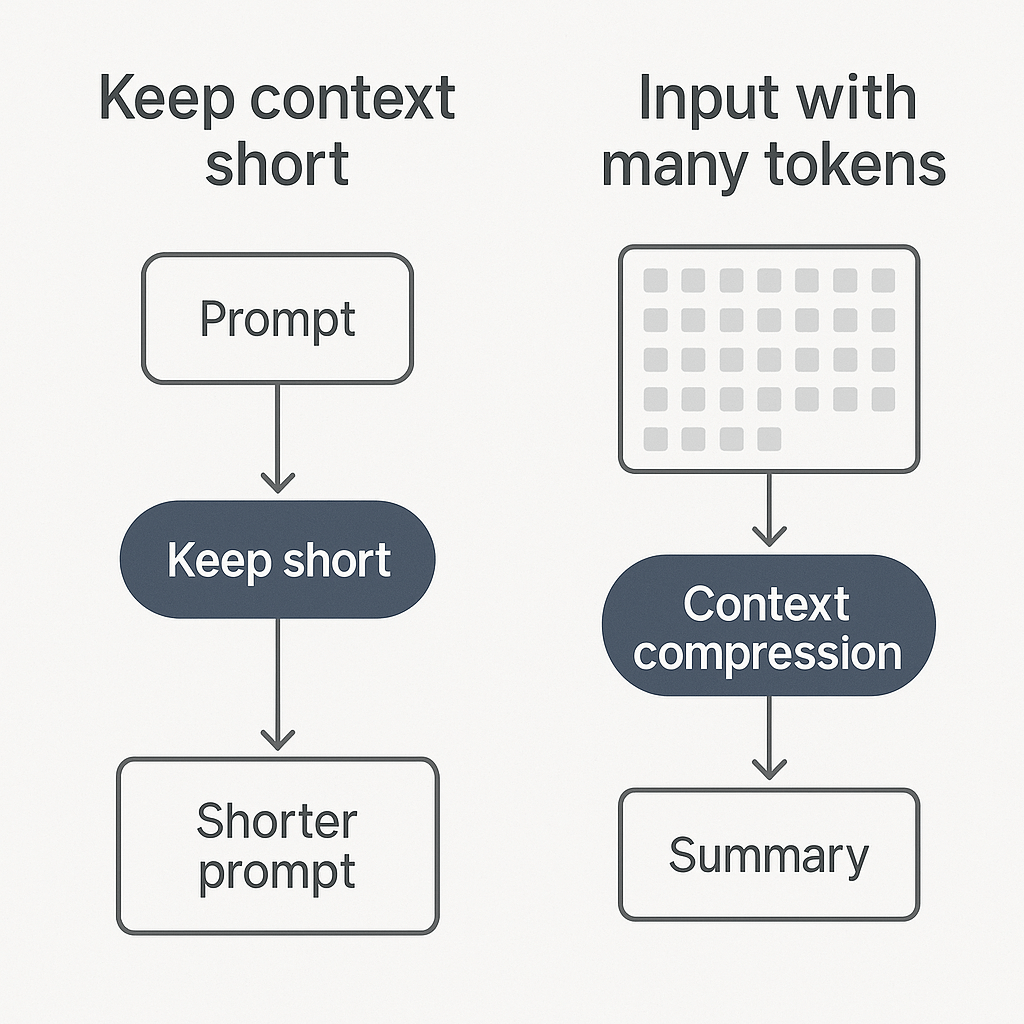 Keep context
short
Prompt
Keep short
Shorter
prompt
Input with
many tokens
Context
compression
Summary